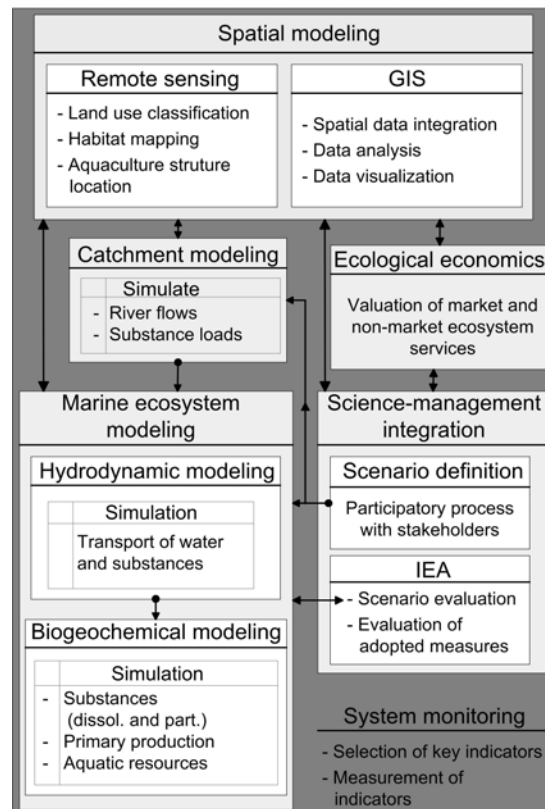 Spatial modeling
Remote sensing
- Land use classification
- Habitat mapping
- Aquaculture struture
location
GIS
- Spatial data integration
- Data analysis
- Data visualization
Catchment modeling
Simulate
- River flows
- Substance loads
Ecological economics
Valuation of market and
non-market ecosystem
services
Marine ecosystem
modeling
Hydrodynamic modeling
Simulation
Transport of water
and substances
Biogeochemical modeling
Simulation
- Substances
(dissol. and part.)
- Primary production
- Aquatic resources
Science-management
integration
Scenario definition
Participatory process
with stakeholders
IEA
- Scenario evaluation
- Evaluation of
adopted measures
System monitoring
- Selection of key indicators
- Measurement of
indicators